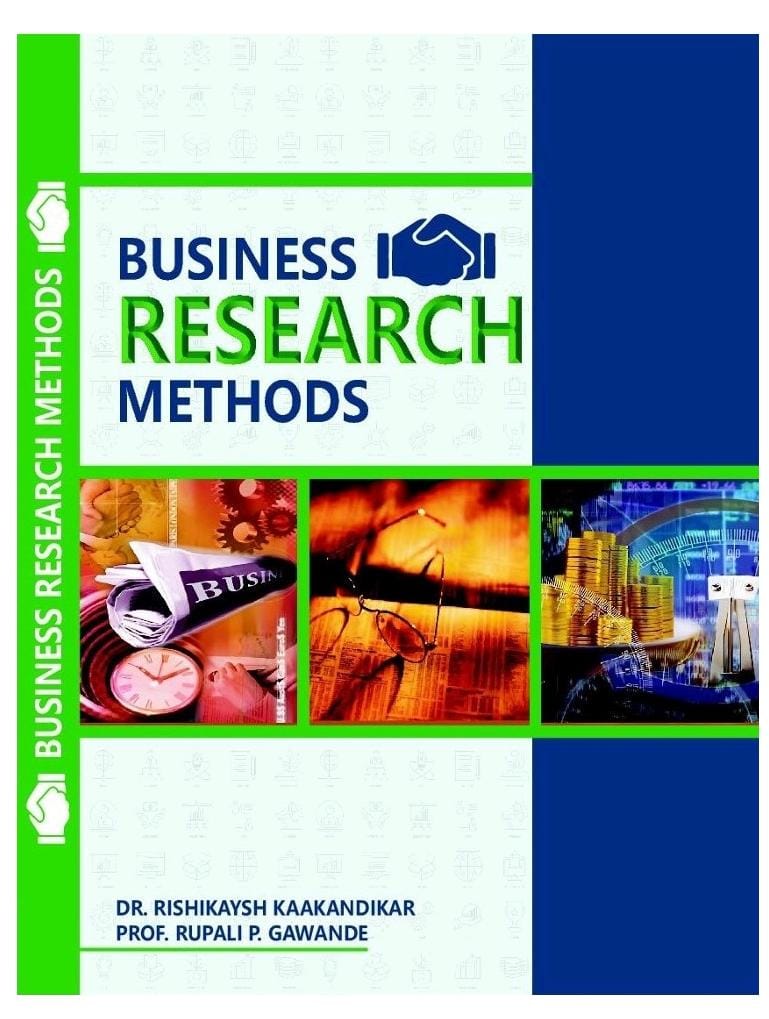 BUSINESS RESEARCH METHODS
BUSINESS
RESEARCH
METHODS
BUSIN
DR. RISHIKAYSH KAAKANDIKAR
PROF. RUPALI P. GAWANDE